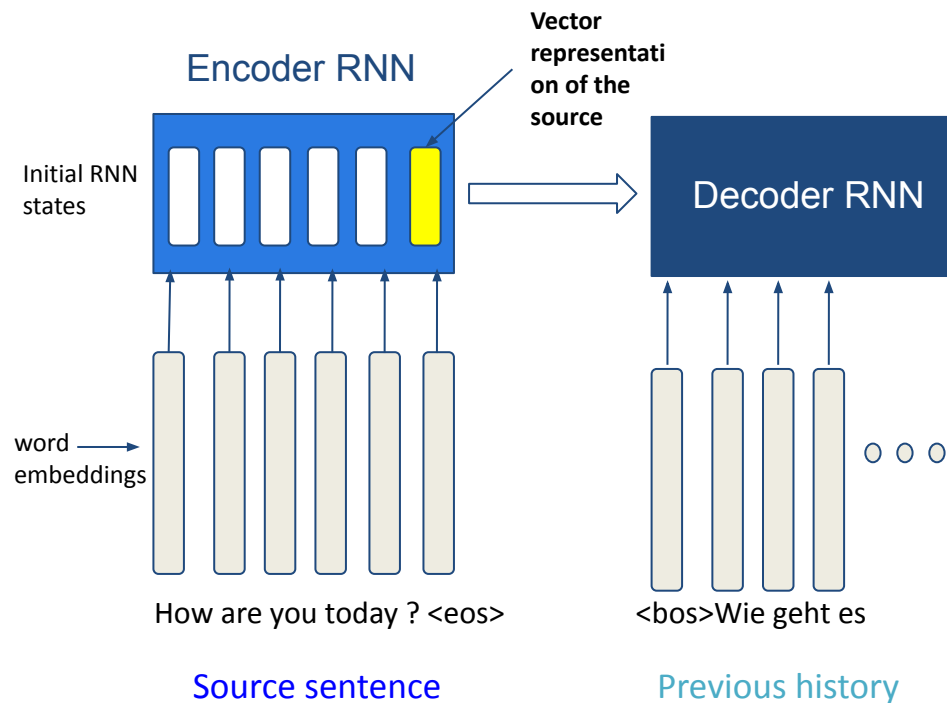 Vector
representati
on of the
source
Encoder RNN
Initial RNN
states
Decoder RNN
word
embeddings
How are you today ? <eos>
<bos>Wie geht es
Source sentence
Previous history